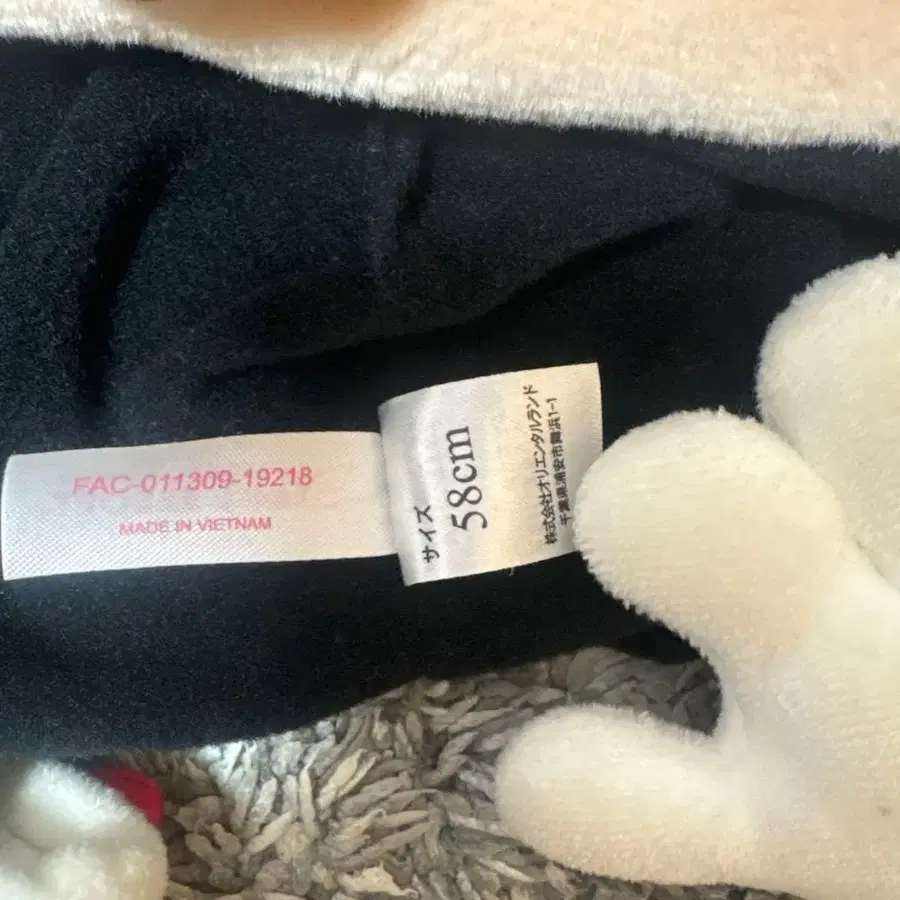 FAC-011309-19218
MADE IN VIETNAM
サイズ
58cm
株式会社オリエンタルランド
千葉県浦安市舞浜1-1